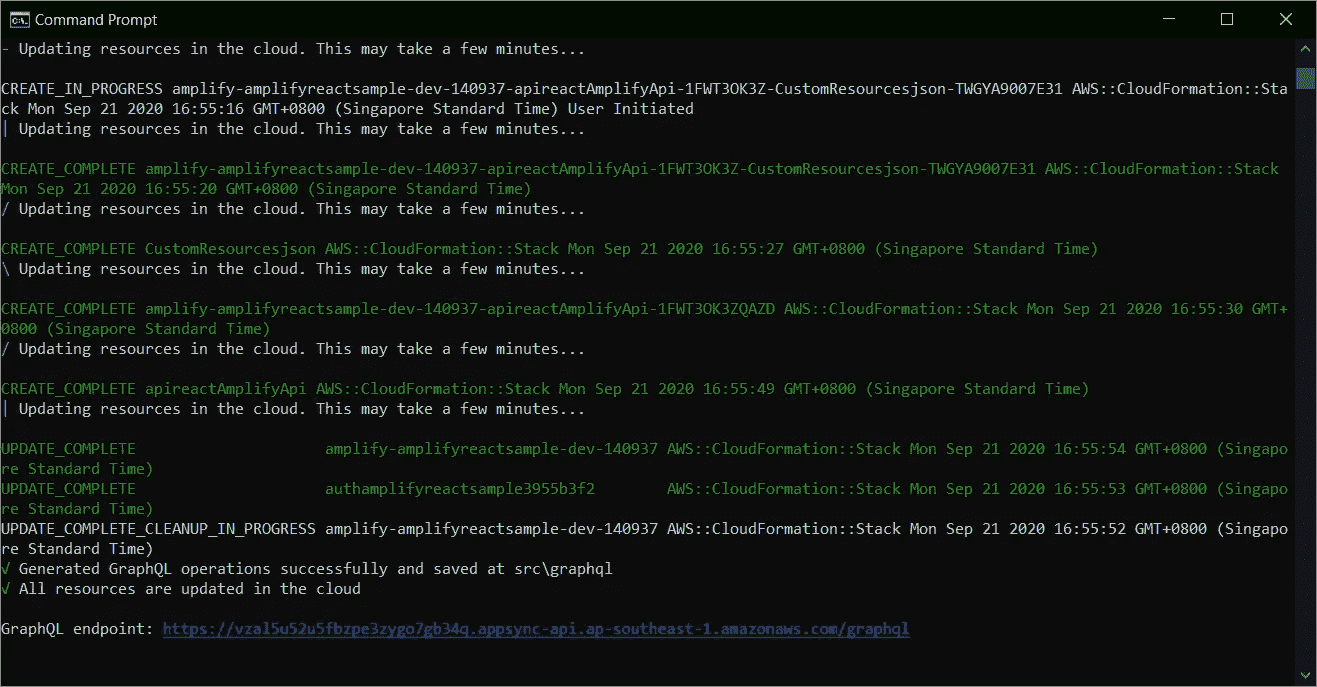 Command Prompt
- Updating resources in the cloud. This may take a few minutes...
CREATE_IN_PROGRESS amplify-amplifyreactsample-dev-140937-apireactAmplifyApi-1FWT3OK3Z-CustomResourcesjson-TWGYA9007E31 AWS::CloudFormation::Sta
ck Mon Sep 21 2020 16:55:16 GMT+0800 (Singapore Standard Time) User Initiated
| Updating resources in the cloud. This may take a few minutes...
CREATE_COMPLETE amplify-amplifyreactsample-dev-140937-apireactAmplifyApi-1FWT3OK3Z-CustomResourcesjson-TWGYA9007E31 AWS::CloudFormation::Stack
Mon Sep 21 2020 16:55:20 GMT+0800 (Singapore Standard Time)
/ Updating resources in the cloud. This may take a few minutes...
CREATE_COMPLETE CustomResourcesjson AWS::CloudFormation::Stack Mon Sep 21 2020 16:55:27 GMT+0800 (Singapore Standard Time)
\ Updating resources in the cloud. This may take a few minutes...
CREATE_COMPLETE amplify-amplifyreactsample-dev-140937-apireactAmplifyApi-1FWT3OK3ZQAZD AWS::CloudFormation::Stack Mon Sep 21 2020 16:55:30 GMT+
0800 (Singapore Standard Time)
/ Updating resources in the cloud. This may take a few minutes...
CREATE_COMPLETE apireactAmplifyApi AWS::CloudFormation::Stack Mon Sep 21 2020 16:55:49 GMT+0800 (Singapore Standard Time)
| Updating resources in the cloud. This may take a few minutes...
UPDATE_COMPLETE amplify-amplifyreactsample-dev-140937 AWS::CloudFormation::Stack Mon Sep 21 2020 16:55:54 GMT+0800 (Singapo
re Standard Time)
UPDATE_COMPLETE authamplifyreactsample3955b3f2 AWS::CloudFormation::Stack Mon Sep 21 2020 16:55:53 GMT+0800 (Singapo
re Standard Time)
UPDATE_COMPLETE_CLEANUP_IN_PROGRESS amplify-amplifyreactsample-dev-140937 AWS::CloudFormation::Stack Mon Sep 21 2020 16:55:52 GMT+0800 (Singapo
re Standard Time)
√ Generated GraphQL operations successfully and saved at src\graphql
√ All resources are updated in the cloud
GraphQL endpoint: https://vzal5u52u5fbzpe3zygo7gb34q.appsync-api.ap-southeast-1.amazonaws.com/graphql